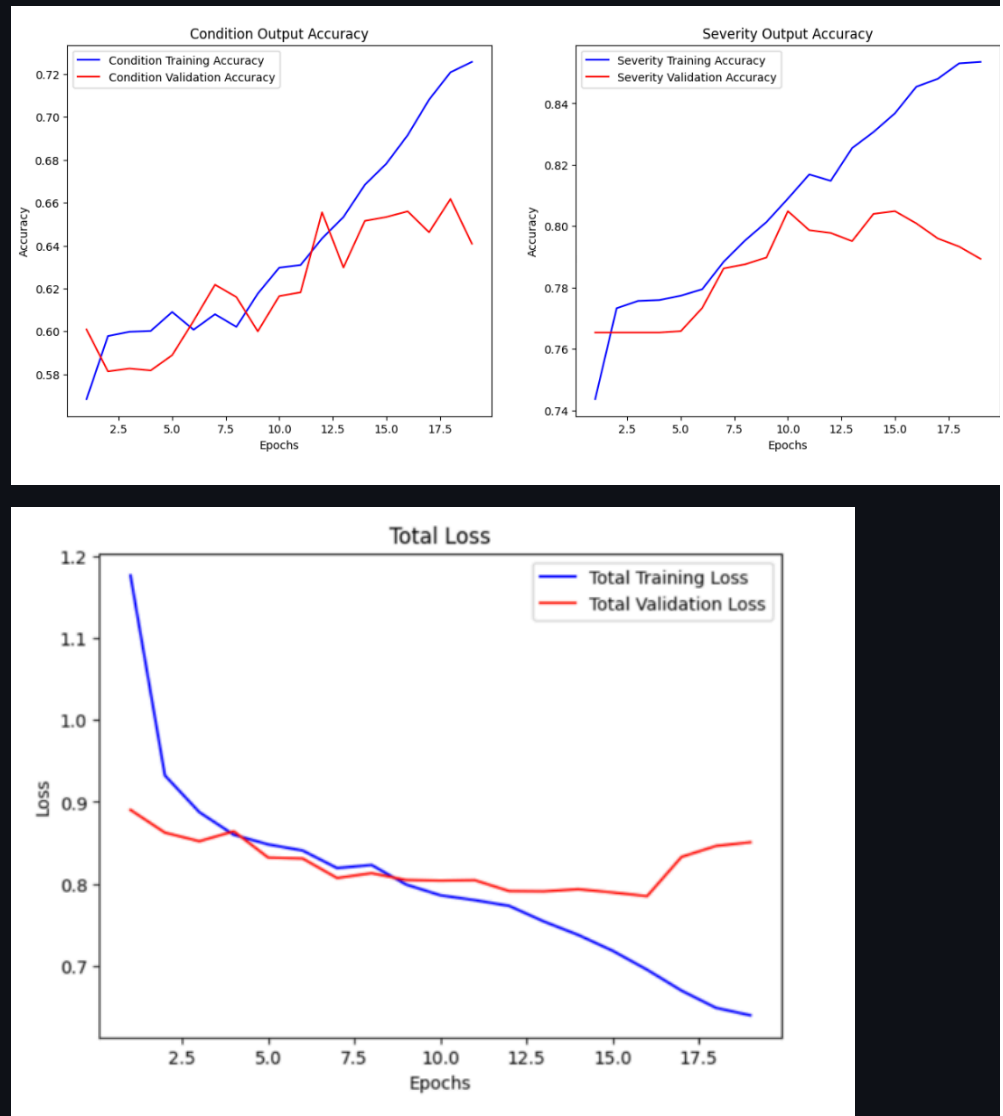 Condition Output Accuracy
Condition Training Accuracy
Condition Validation Accuracy
0.72
0.70
0.68
0.66
0.64
0.62
0.60
0.58
Accuracy
2.5 5.0 7.5 10.0 12.5 15.0 17.5
Epochs
Severity Output Accuracy
Severity Training Accuracy
Severity Validation Accuracy
0.84
0.82
0.80
0.78
0.76
0.74
Accuracy
2.5 5.0 7.5 10.0 12.5 15.0 17.5
Epochs
Total Loss
Total Training Loss
Total Validation Loss
1.2
1.1
1.0
0.9
0.8
0.7
Loss
2.5 5.0 7.5 10.0 12.5 15.0 17.5
Epochs